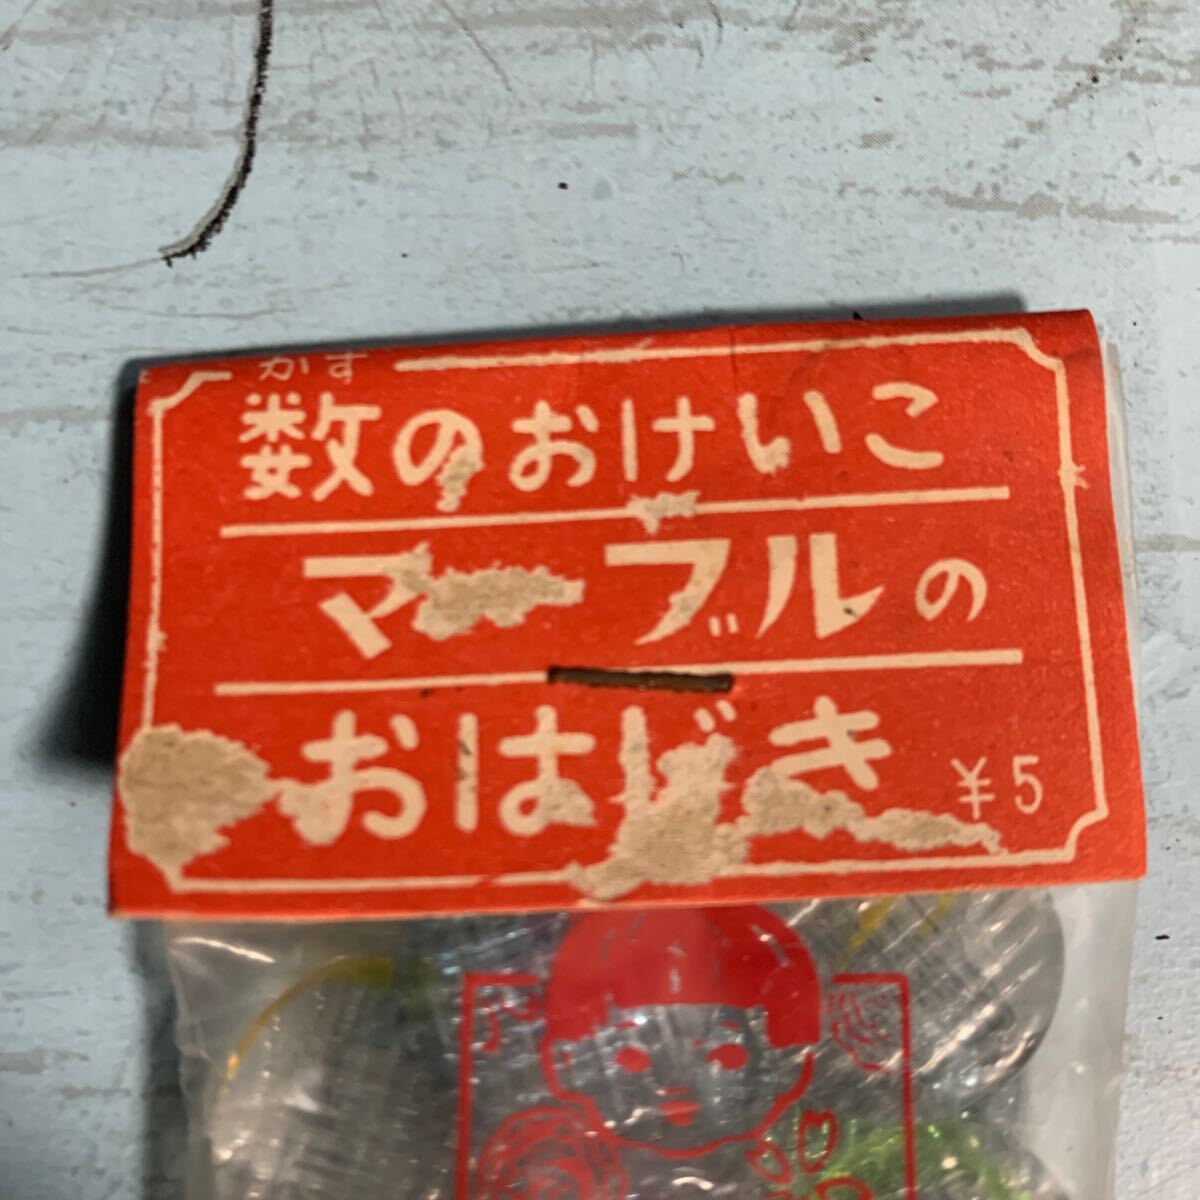 かず
数のおけいこ
マーブルの
おはじき
¥5